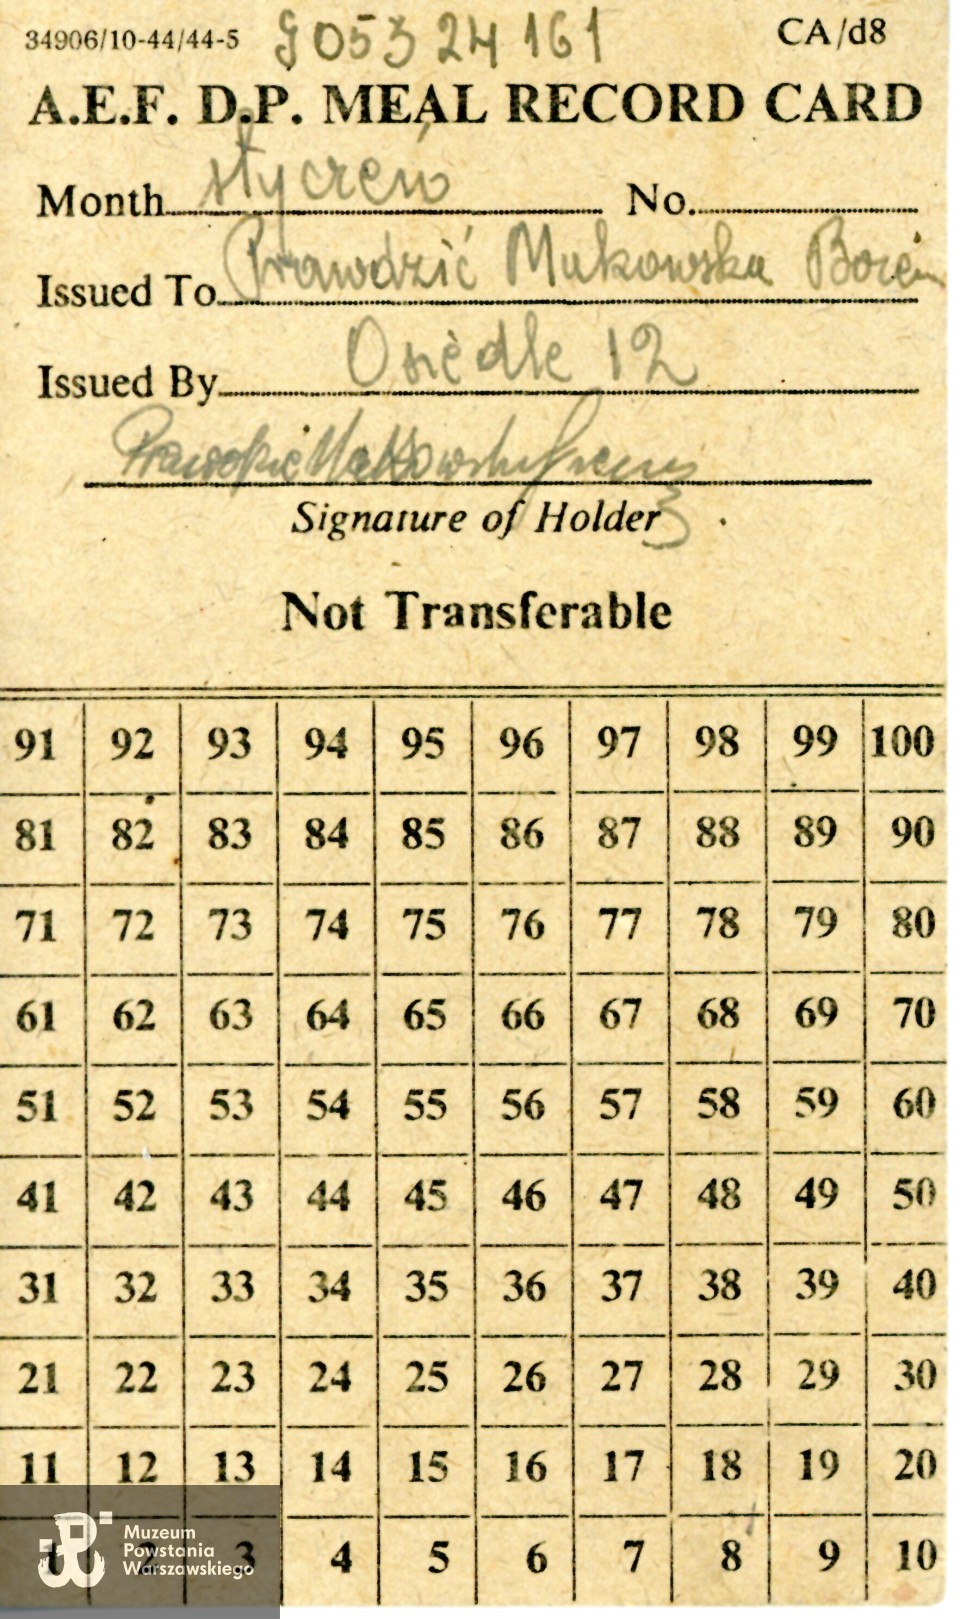 34906/10-44/44-5 G05324161 CA/d8
A.E.F. D.P. MEAL RECORD CARD
Month styczeń No.
Issued To Prawdzić Makowska
Issued By Osiedle 12
Signature of Holder
Not Transferable
91 92 93 94 95 96 97 98 99 100
81 82 83 84 85 86 87 88 89 90
71 72 73 74 75 76 77 78 79 80
61 62 63 64 65 66 67 68 69 70
51 52 53 54 55 56 57 58 59 60
41 42 43 44 45 46 47 48 49 50
31 32 33 34 35 36 37 38 39 40
21 22 23 24 25 26 27 28 29 30
11 12 13 14 15 16 17 18 19 20
1 2 3 4 5 6 7 8 9 10
Muzeum
Powstania
Warszawskiego